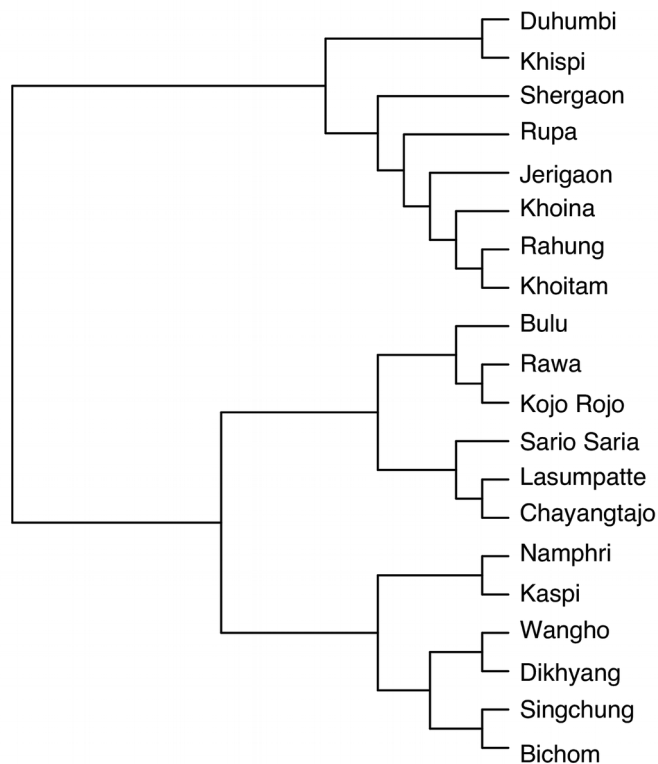 Duhumbi
Khispi
Shergaon
Rupa
Jerigaon
Khoina
Rahung
Khoitam
Bulu
Rawa
Kojo Rojo
Sario Saria
Lasumpatte
Chayangtajo
Namphri
Kaspi
Wangho
Dikhyang
Singchung
Bichom